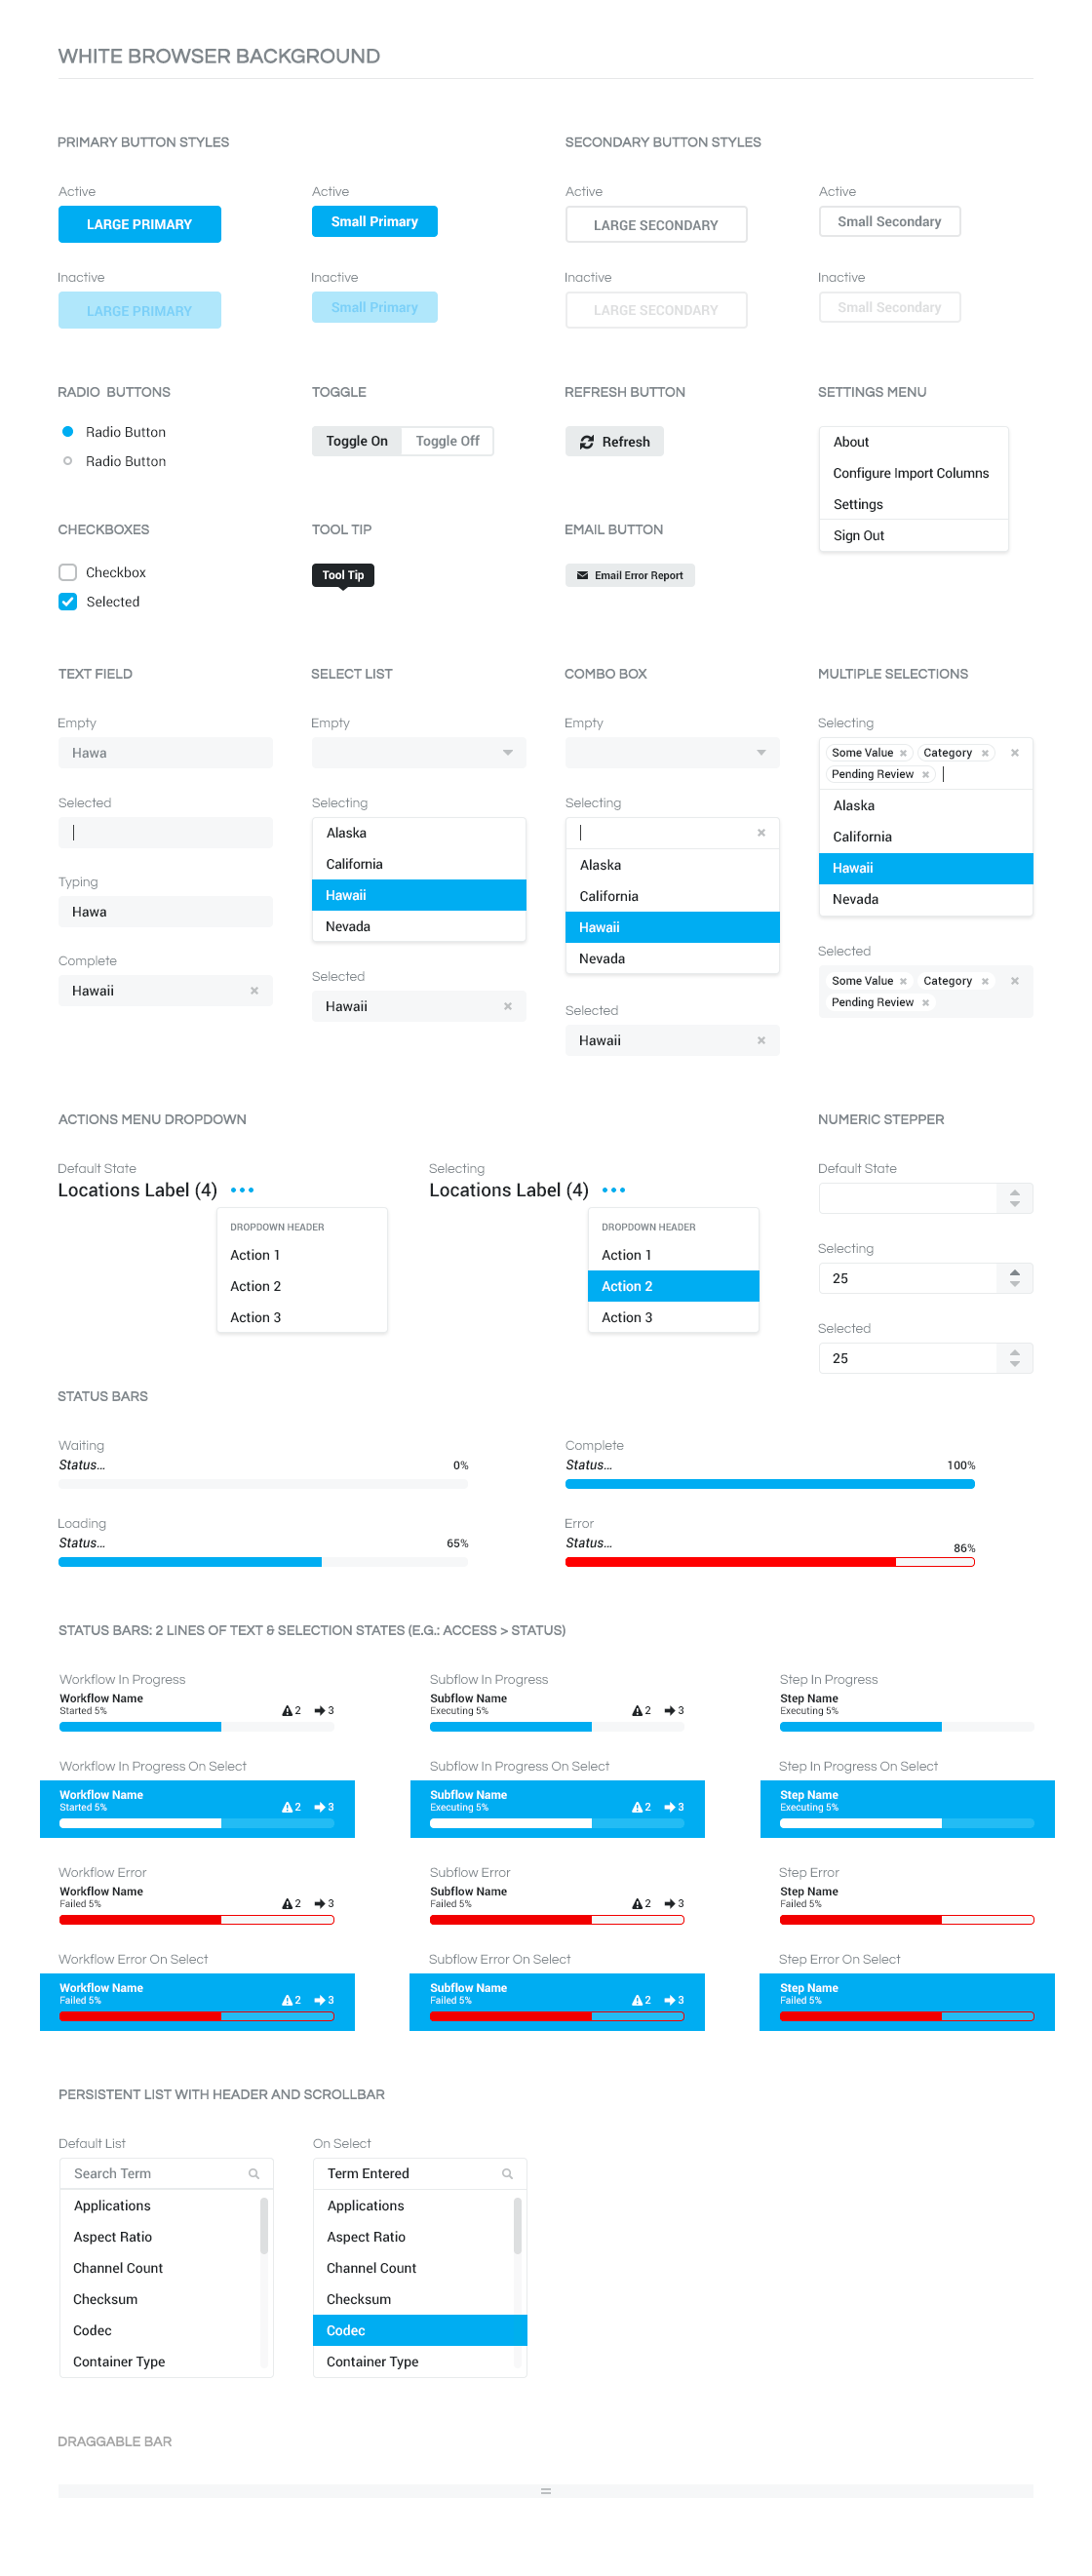 WHITE BROWSER BACKGROUND
PRIMARY BUTTON STYLES
SECONDARY BUTTON STYLES
Active
Active
Active
Active
LARGE PRIMARY
Small Primary
LARGE SECONDARY
Small Secondary
Inactive
Inactive
Inactive
Inactive
LARGE PRIMARY
Small Primary
LARGE SECONDARY
Small Secondary
RADIO BUTTONS
Radio Button
Radio Button
TOGGLE
Toggle On
Toggle Off
REFRESH BUTTON
Refresh
SETTINGS MENU
About
Configure Import Columns
Settings
Sign Out
CHECKBOXES
Checkbox
Selected
TOOL TIP
Tool Tip
EMAIL BUTTON
Email Error Report
TEXT FIELD
Empty
Hawa
Selected
Typing
Hawa
Complete
Hawaii
SELECT LIST
Empty
Selecting
Alaska
California
Hawaii
Nevada
Selected
Hawaii
COMBO BOX
Empty
Selecting
Alaska
California
Hawaii
Nevada
Selected
Hawaii
MULTIPLE SELECTIONS
Selecting
Some Value Category
Pending Review
Alaska
California
Hawaii
Nevada
Selected
Some Value Category
Pending Review
ACTIONS MENU DROPDOWN
Default State
Locations Label (4)
DROPDOWN HEADER
Action 1
Action 2
Action 3
Selecting
Locations Label (4)
DROPDOWN HEADER
Action 1
Action 2
Action 3
NUMERIC STEPPER
Default State
Selecting
25
Selected
25
STATUS BARS
Waiting
Status... 0%
Complete
Status... 100%
Loading
Status... 65%
Error
Status... 86%
STATUS BARS: 2 LINES OF TEXT & SELECTION STATES (E.G.: ACCESS > STATUS)
Workflow In Progress
Workflow Name
Started 5% 2 3
Subflow In Progress
Subflow Name
Executing 5% 2 3
Step In Progress
Step Name
Executing 5%
Workflow In Progress On Select
Workflow Name
Started 5% 2 3
Subflow In Progress On Select
Subflow Name
Executing 5% 2 3
Step In Progress On Select
Step Name
Executing 5%
Workflow Error
Workflow Name
Failed 5% 2 3
Subflow Error
Subflow Name
Failed 5% 2 3
Step Error
Step Name
Failed 5%
Workflow Error On Select
Workflow Name
Failed 5% 2 3
Subflow Error On Select
Subflow Name
Failed 5% 2 3
Step Error On Select
Step Name
Failed 5%
PERSISTENT LIST WITH HEADER AND SCROLLBAR
Default List
Search Term
Applications
Aspect Ratio
Channel Count
Checksum
Codec
Container Type
On Select
Term Entered
Applications
Aspect Ratio
Channel Count
Checksum
Codec
Container Type
DRAGGABLE BAR